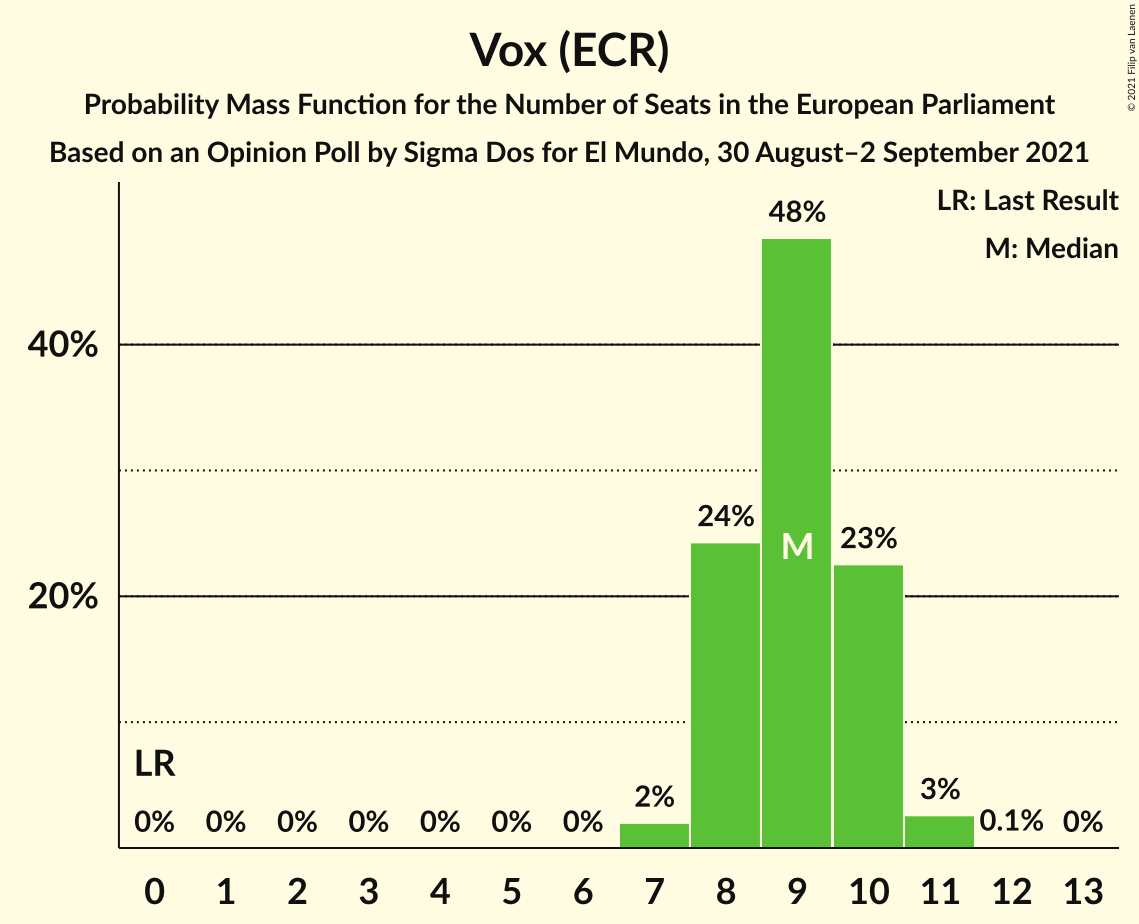 Vox (ECR)
Probability Mass Function for the Number of Seats in the European Parliament
Based on an Opinion Poll by Sigma Dos for El Mundo, 30 August–2 September 2021
© 2021 Filip van Laenen
LR: Last Result
M: Median
48%
40%
24%
M
23%
20%
LR
2%
3%
0% 0% 0% 0% 0% 0% 0% 0.1% 0%
0 1 2 3 4 5 6 7 8 9 10 11 12 13